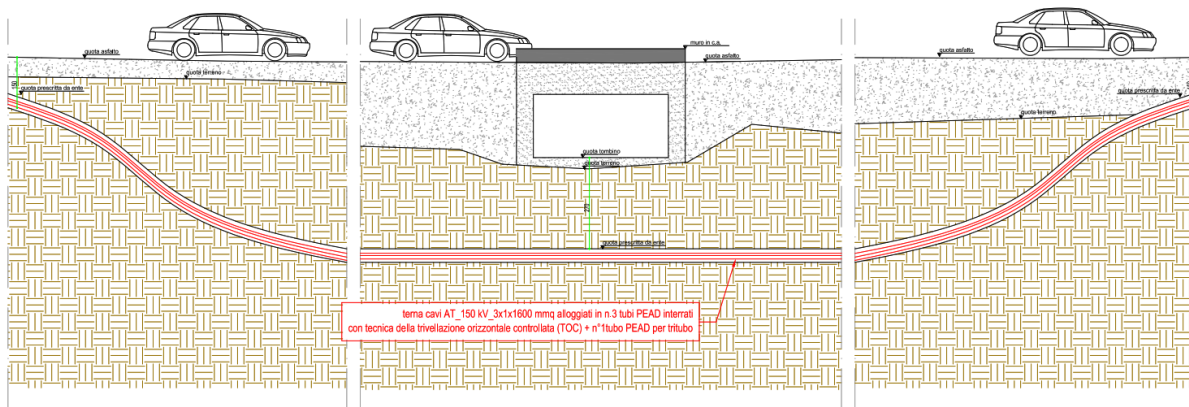 quota asfalto
quota terreno
quota prescritta da ente
muro in c.a.
quota asfalto
quota tombino
quota terreno
273
quota prescritta da ente
quota asfalto
quota prescritta da ente
quota terreno
terna cavi AT_150 kV_3x1x1600 mmq alloggiati in n.3 tubi PEAD interrati
con tecnica della trivellazione orizzontale controllata (TOC) + n°1tubo PEAD per tritubo